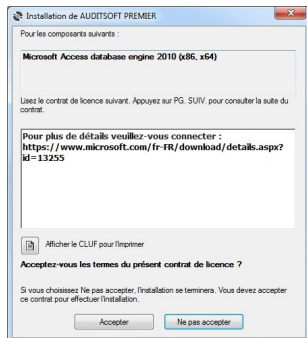 Installation de AUDITSOFT PREMIER
Pour les composants suivants :
Microsoft Access database engine 2010 (x86, x64)
Lisez le contrat de licence suivant. Appuyez sur PG. SUIV. pour consulter la suite du
contrat.
Pour plus de détails veuillez-vous connecter :
https://www.microsoft.com/fr-FR/download/details.aspx?
id=13255
Afficher le CLUF pour l'imprimer
Acceptez-vous les termes du présent contrat de licence ?
Si vous choisissez Ne pas accepter, l'installation se terminera. Vous devez accepter
ce contrat pour effectuer l'installation.
Accepter
Ne pas accepter